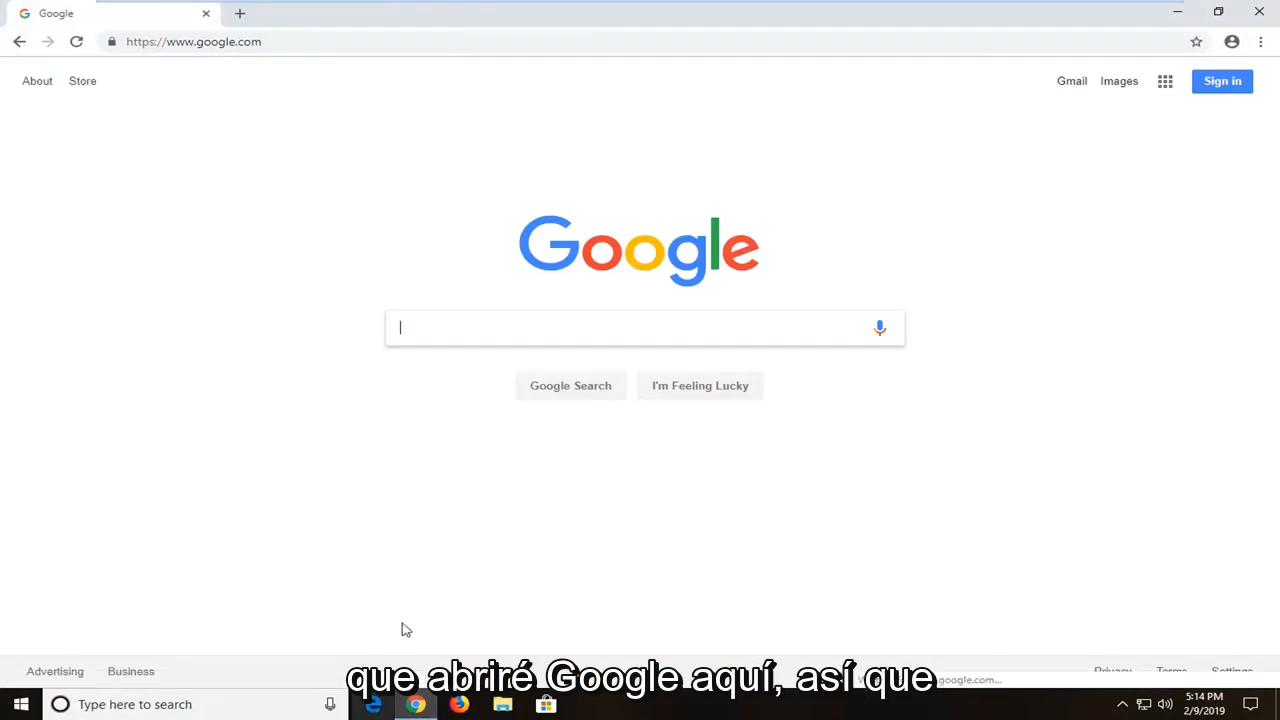 Google
https://www.google.com
About Store
Gmail Images Sign in
Google
Google Search I'm Feeling Lucky
Advertising Business Privacy Terms Settings
google.com...
que abriré Google aquí, así que
Type here to search
5:14 PM
2/9/2019